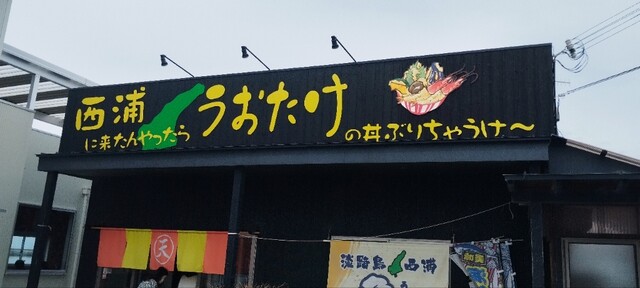 西浦 うおたけ
に来たんやったら の丼ぶりちゃうけ〜
天
淡路島 西浦